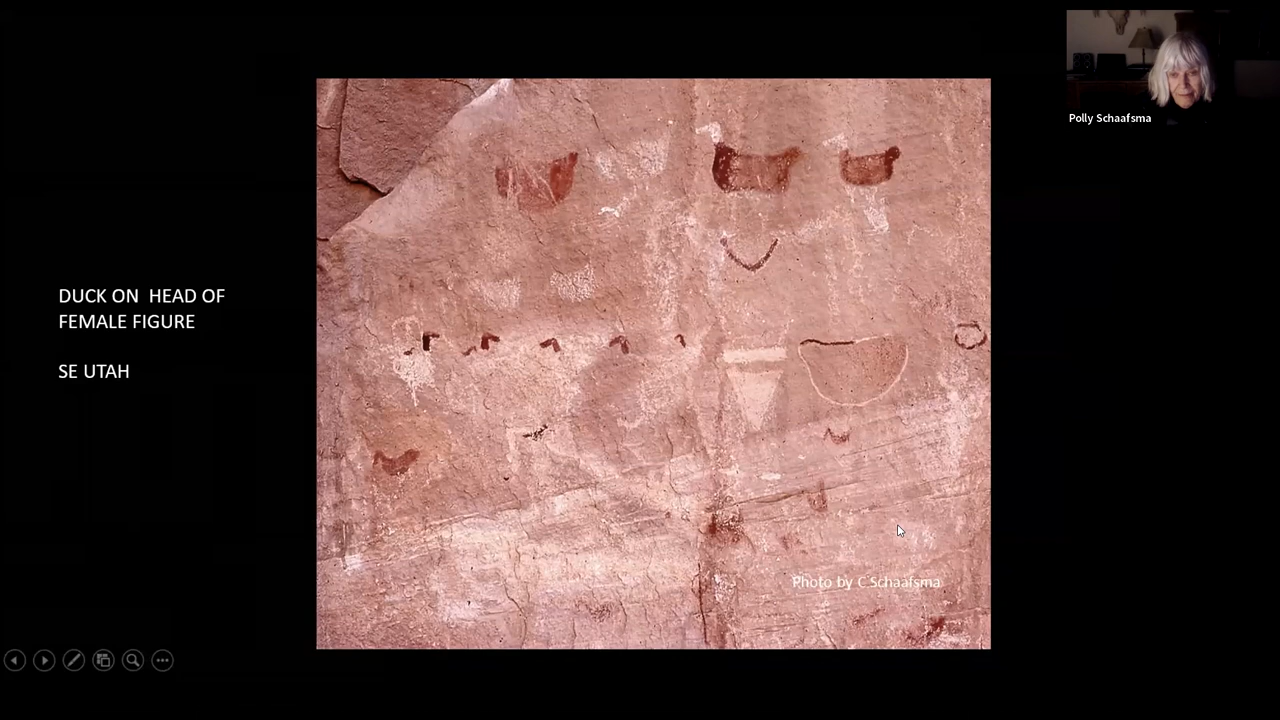 Polly Schaafsma
DUCK ON HEAD OF
FEMALE FIGURE
SE UTAH
Photo by C Schaafsma